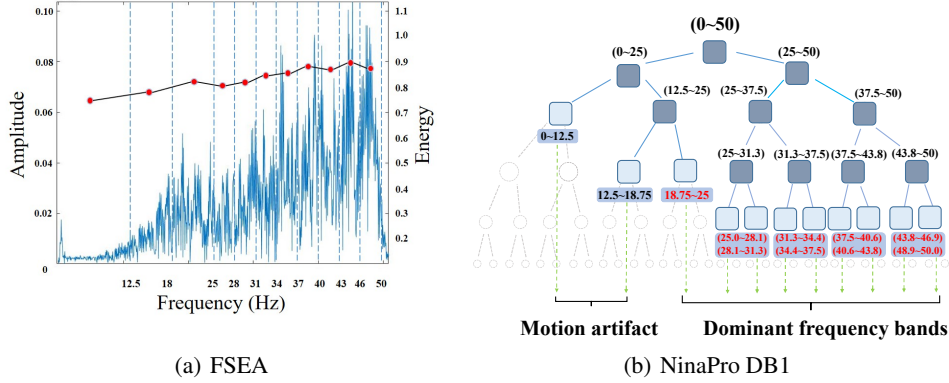 0.10
0.08
0.06
0.04
0.02
0
Amplitude
1.1
1.0
0.9
0.8
0.7
0.6
0.5
0.4
0.3
0.2
Energy
12.5 18 25 28 31 34 37 40 43 46 50
Frequency (Hz)
(a) FSEA
(0~50)
(0~25) (25~50)
(12.5~25) (25~37.5) (37.5~50)
0~12.5
(25~31.3) (31.3~37.5) (37.5~43.8) (43.8~50)
12.5~18.75 18.75~25
(25.0~28.1) (31.3~34.4) (37.5~40.6) (43.8~46.9)
(28.1~31.3) (34.4~37.5) (40.6~43.8) (48.9~50.0)
Motion artifact Dominant frequency bands
(b) NinaPro DB1